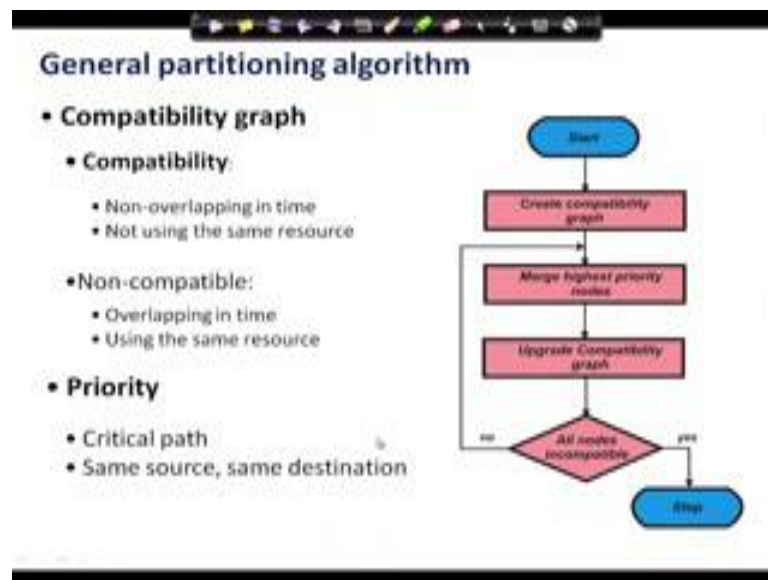 General partitioning algorithm
• Compatibility graph
• Compatibility:
• Non-overlapping in time
• Not using the same resource
•Non-compatible:
• Overlapping in time
• Using the same resource
• Priority
• Critical path
• Same source, same destination
Start
Create compatibility
graph
Merge highest priority
nodes
Upgrade Compatibility
graph
All nodes
incompatible
no
yes
Stop